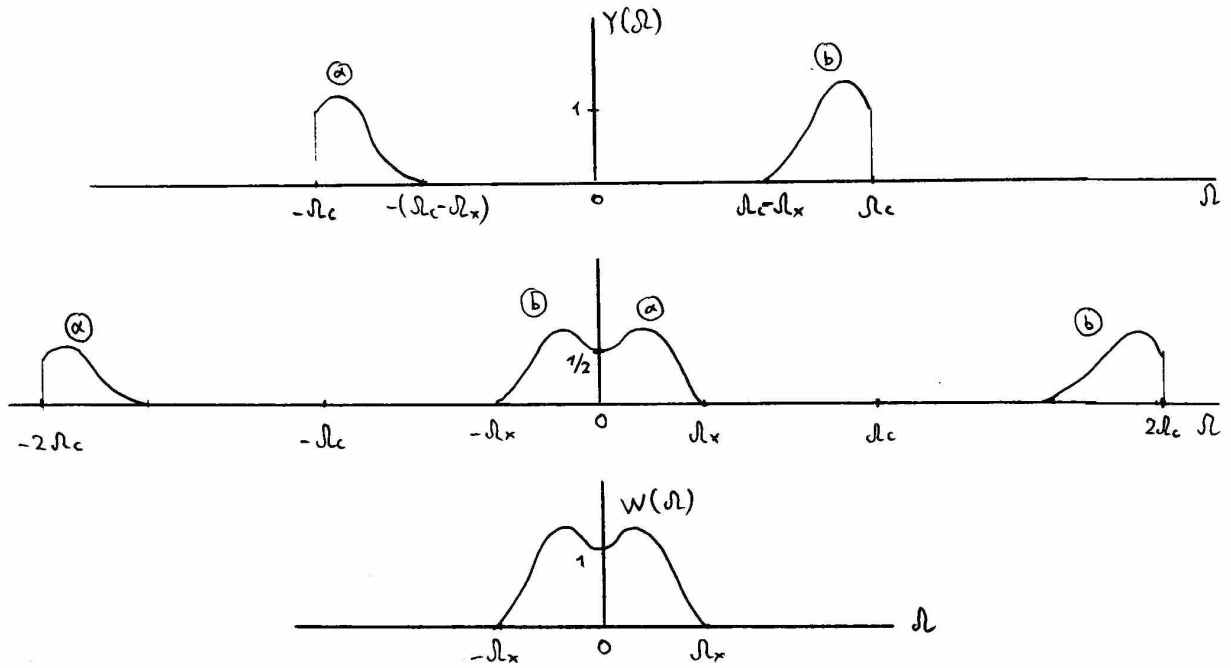 Y(Ω)
ⓐ ⓑ
1
-Ωc -(Ωc-Ωx) 0 Ωc-Ωx Ωc Ω
ⓐ ⓑ ⓐ ⓑ
1/2
-2Ωc -Ωc -Ωx 0 Ωx Ωc 2Ωc Ω
W(Ω)
1
-Ωx 0 Ωx Ω